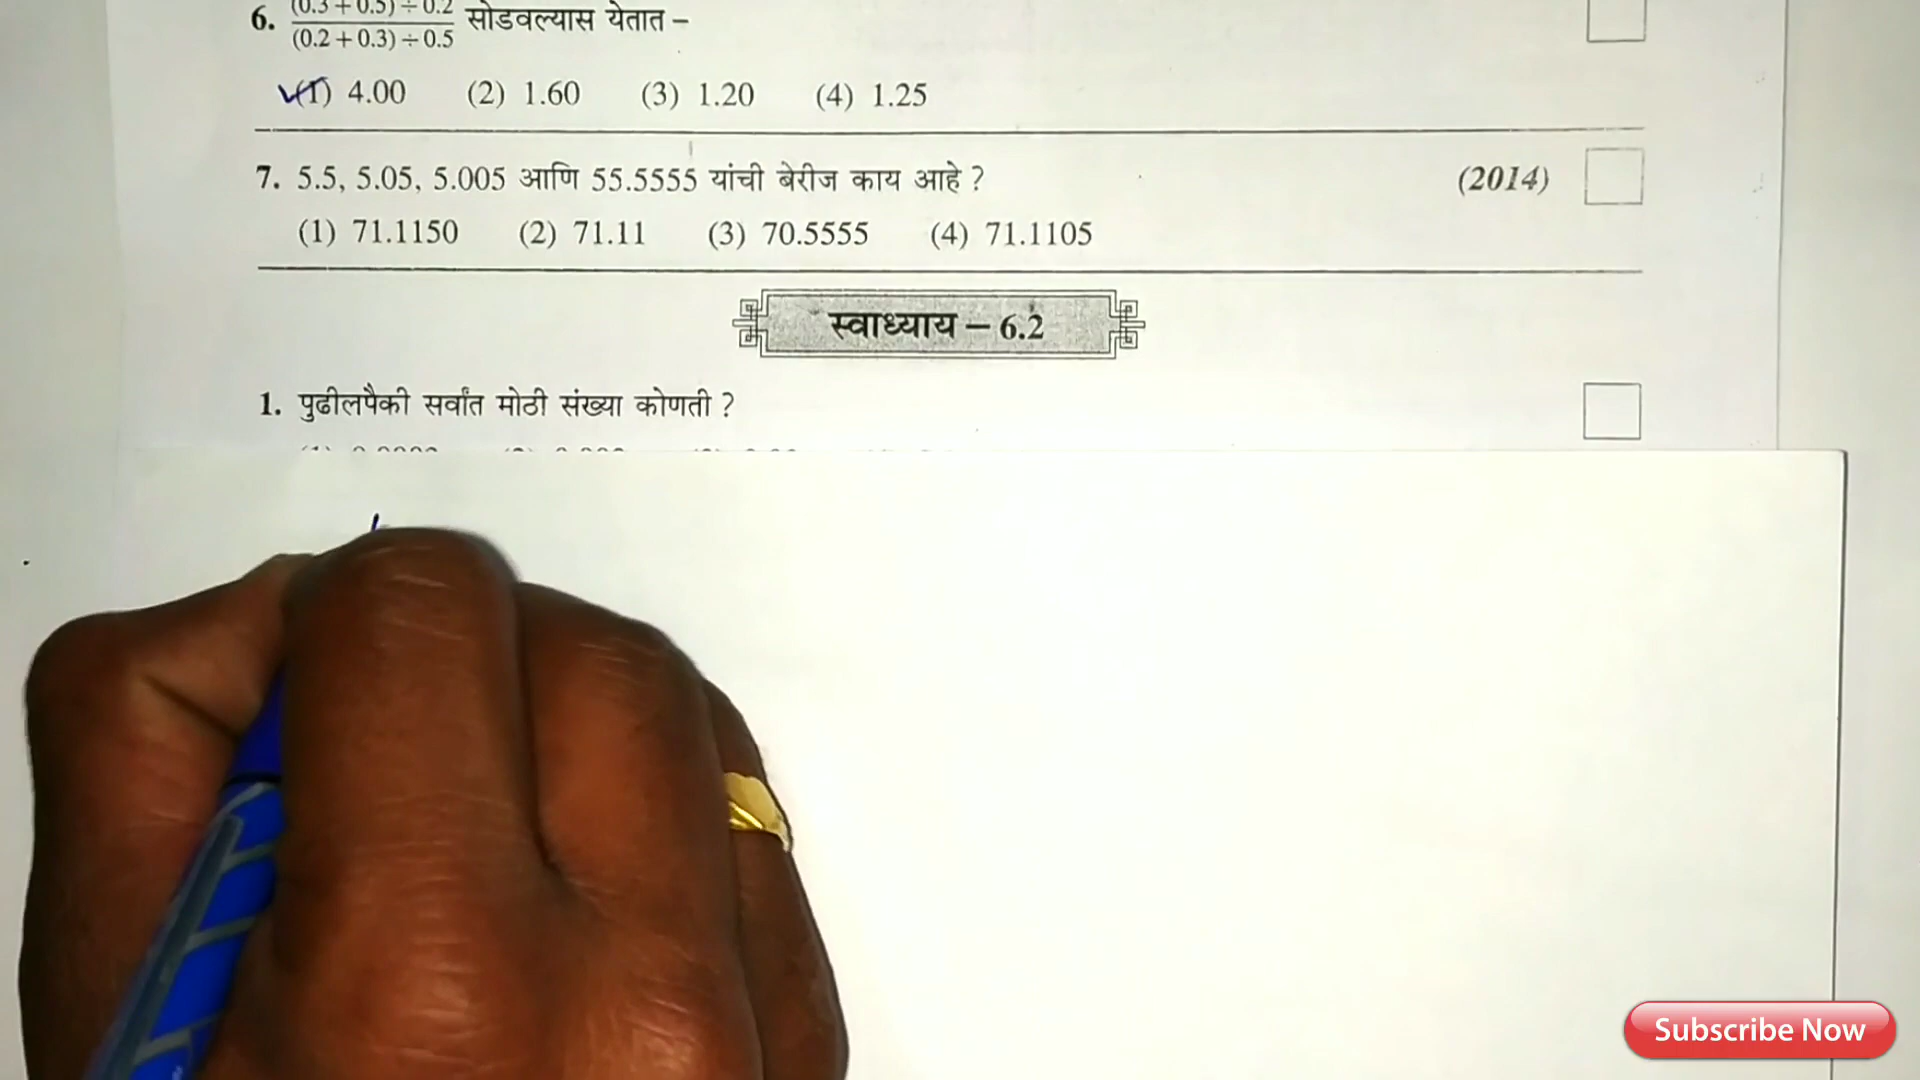 6. (0.3 + 0.5) ÷ 0.2 / (0.2 + 0.3) ÷ 0.5 सोडवल्यास येतात –
(1) 4.00 (2) 1.60 (3) 1.20 (4) 1.25
7. 5.5, 5.05, 5.005 आणि 55.5555 यांची बेरीज काय आहे ? (2014)
(1) 71.1150 (2) 71.11 (3) 70.5555 (4) 71.1105
स्वाध्याय – 6.2
1. पुढीलपैकी सर्वांत मोठी संख्या कोणती ?
Subscribe Now